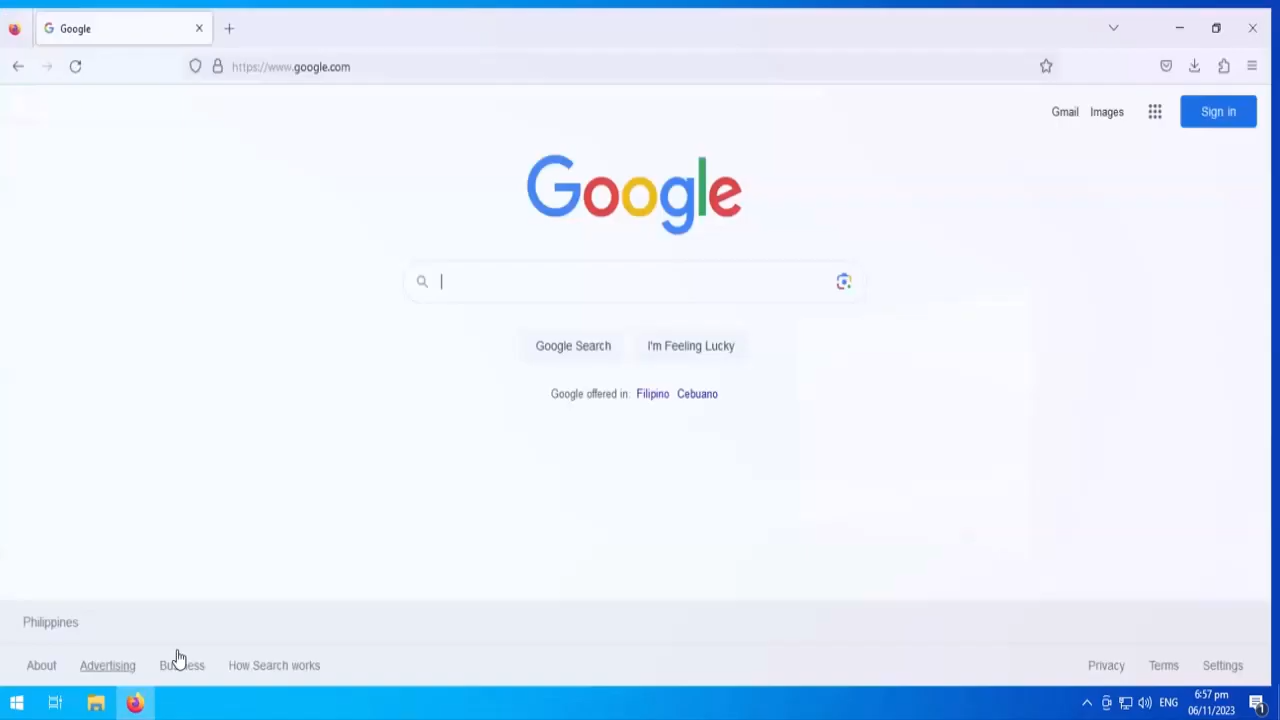 Google
https://www.google.com
Gmail Images Sign in
Google
Google Search I'm Feeling Lucky
Google offered in: Filipino Cebuano
Philippines
About Advertising Business How Search works Privacy Terms Settings
ENG 6:57 pm
06/11/2023
1